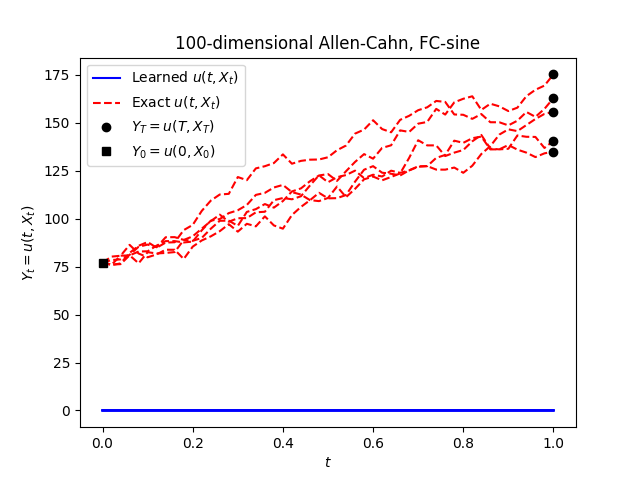 100-dimensional Allen-Cahn, FC-sine
Learned u(t, X_t)
Exact u(t, X_t)
Y_T = u(T, X_T)
Y_0 = u(0, X_0)
Y_t = u(t, X_t)
175
150
125
100
75
50
25
0
0.0 0.2 0.4 0.6 0.8 1.0
t